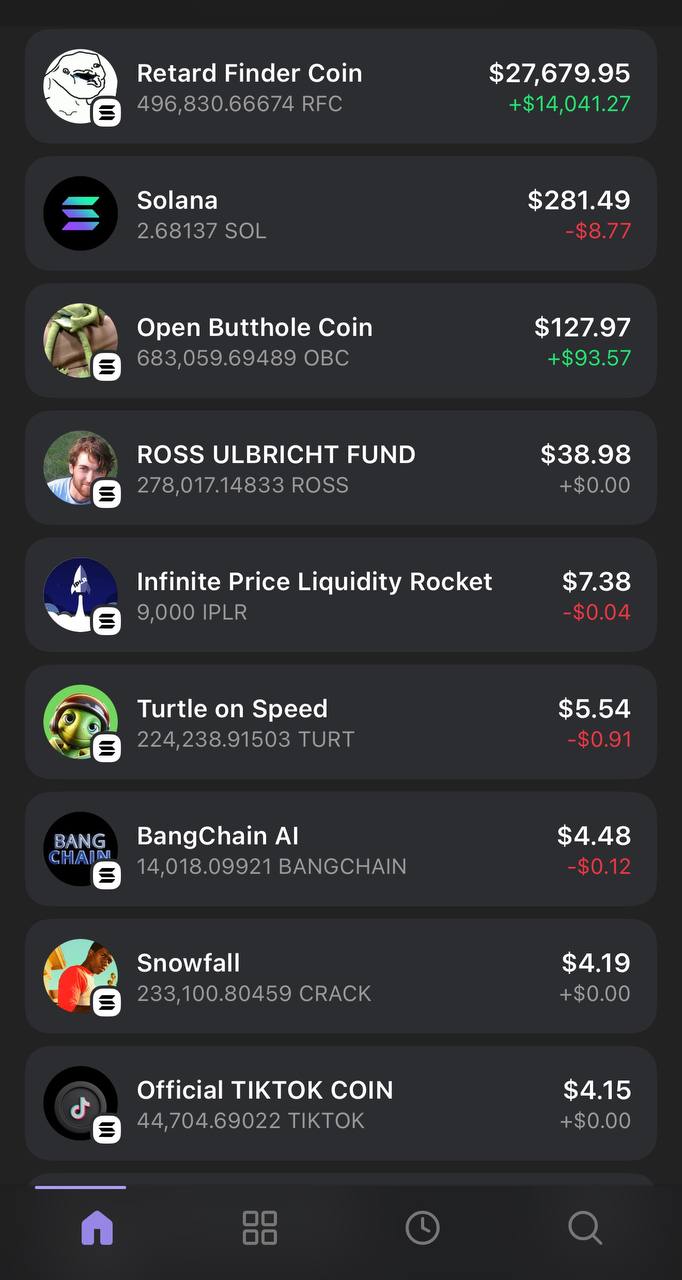 Retard Finder Coin
$27,679.95
496,830.66674 RFC
+$14,041.27
Solana
$281.49
2.68137 SOL
-$8.77
Open Butthole Coin
$127.97
683,059.69489 OBC
+$93.57
ROSS ULBRICHT FUND
$38.98
278,017.14833 ROSS
+$0.00
Infinite Price Liquidity Rocket
$7.38
9,000 IPLR
-$0.04
Turtle on Speed
$5.54
224,238.91503 TURT
-$0.91
BANG
CHAIN
BangChain AI
$4.48
14,018.09921 BANGCHAIN
-$0.12
Snowfall
$4.19
233,100.80459 CRACK
+$0.00
Official TIKTOK COIN
$4.15
44,704.69022 TIKTOK
+$0.00